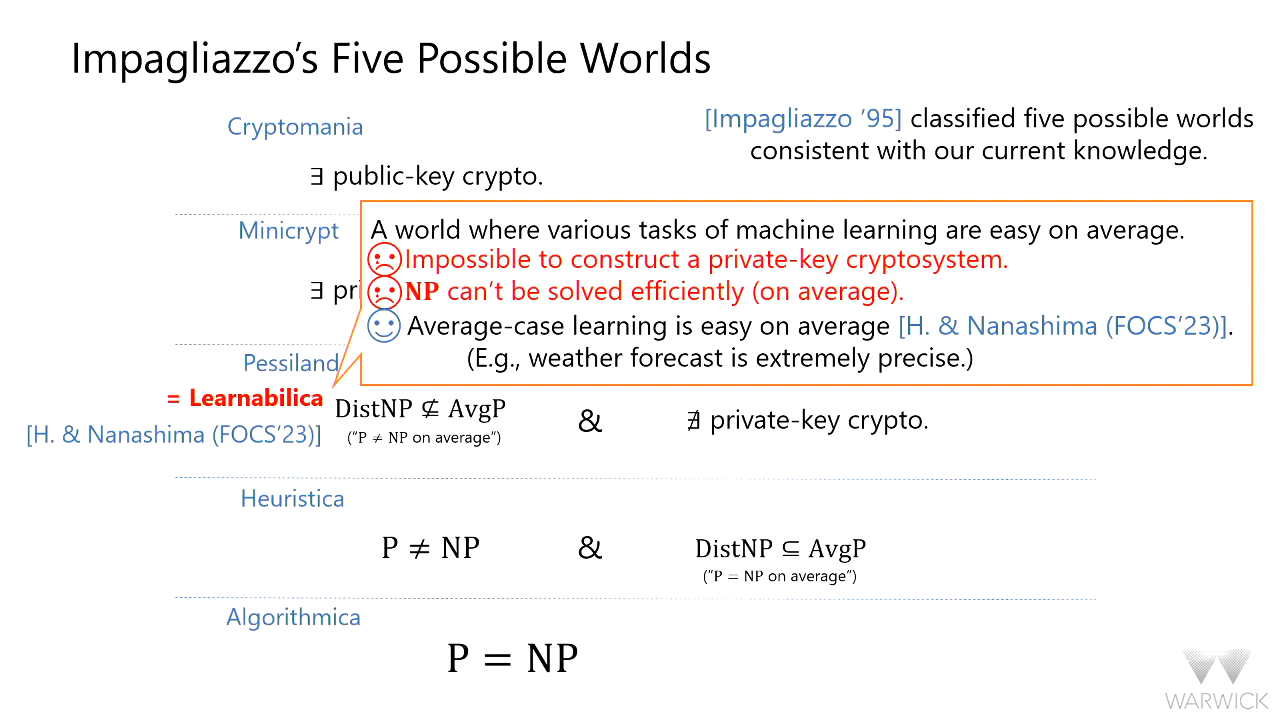 Impagliazzo’s Five Possible Worlds
Cryptomania
[Impagliazzo ’95] classified five possible worlds
consistent with our current knowledge.
∃ public-key crypto.
Minicrypt
A world where various tasks of machine learning are easy on average.
Impossible to construct a private-key cryptosystem.
∃ pri
NP can’t be solved efficiently (on average).
Average-case learning is easy on average [H. & Nanashima (FOCS’23)].
(E.g., weather forecast is extremely precise.)
Pessiland
= Learnabilica
[H. & Nanashima (FOCS’23)]
DistNP ⊈ AvgP & ∄ private-key crypto.
(“P ≠ NP on average”)
Heuristica
P ≠ NP & DistNP ⊆ AvgP
(“P = NP on average”)
Algorithmica
P = NP
WARWICK